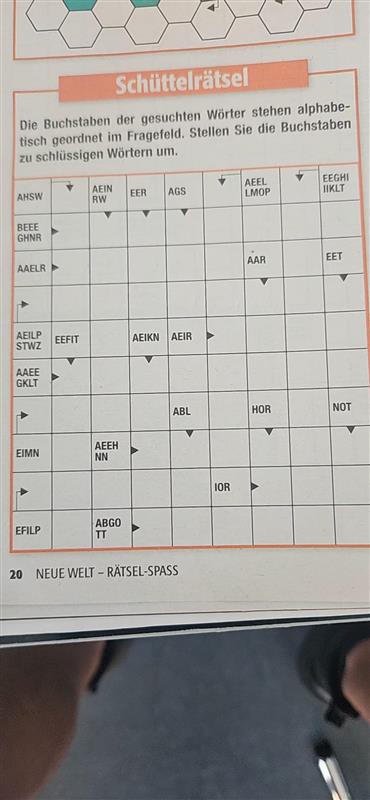 Schüttelrätsel
Die Buchstaben der gesuchten Wörter stehen alphabe-
tisch geordnet im Fragefeld. Stellen Sie die Buchstaben
zu schlüssigen Wörtern um.
AHSW
AEIN
RW
EER
AGS
AEEL
LMOP
EEGHI
IIKLT
BEEE
GHNR
AAELR
AAR
EET
AEILP
STWZ
EEFIT
AEIKN
AEIR
AAEE
GKLT
ABL
HOR
NOT
EIMN
AEEH
NN
IOR
EFILP
ABGO
TT
20 NEUE WELT – RÄTSEL-SPASS